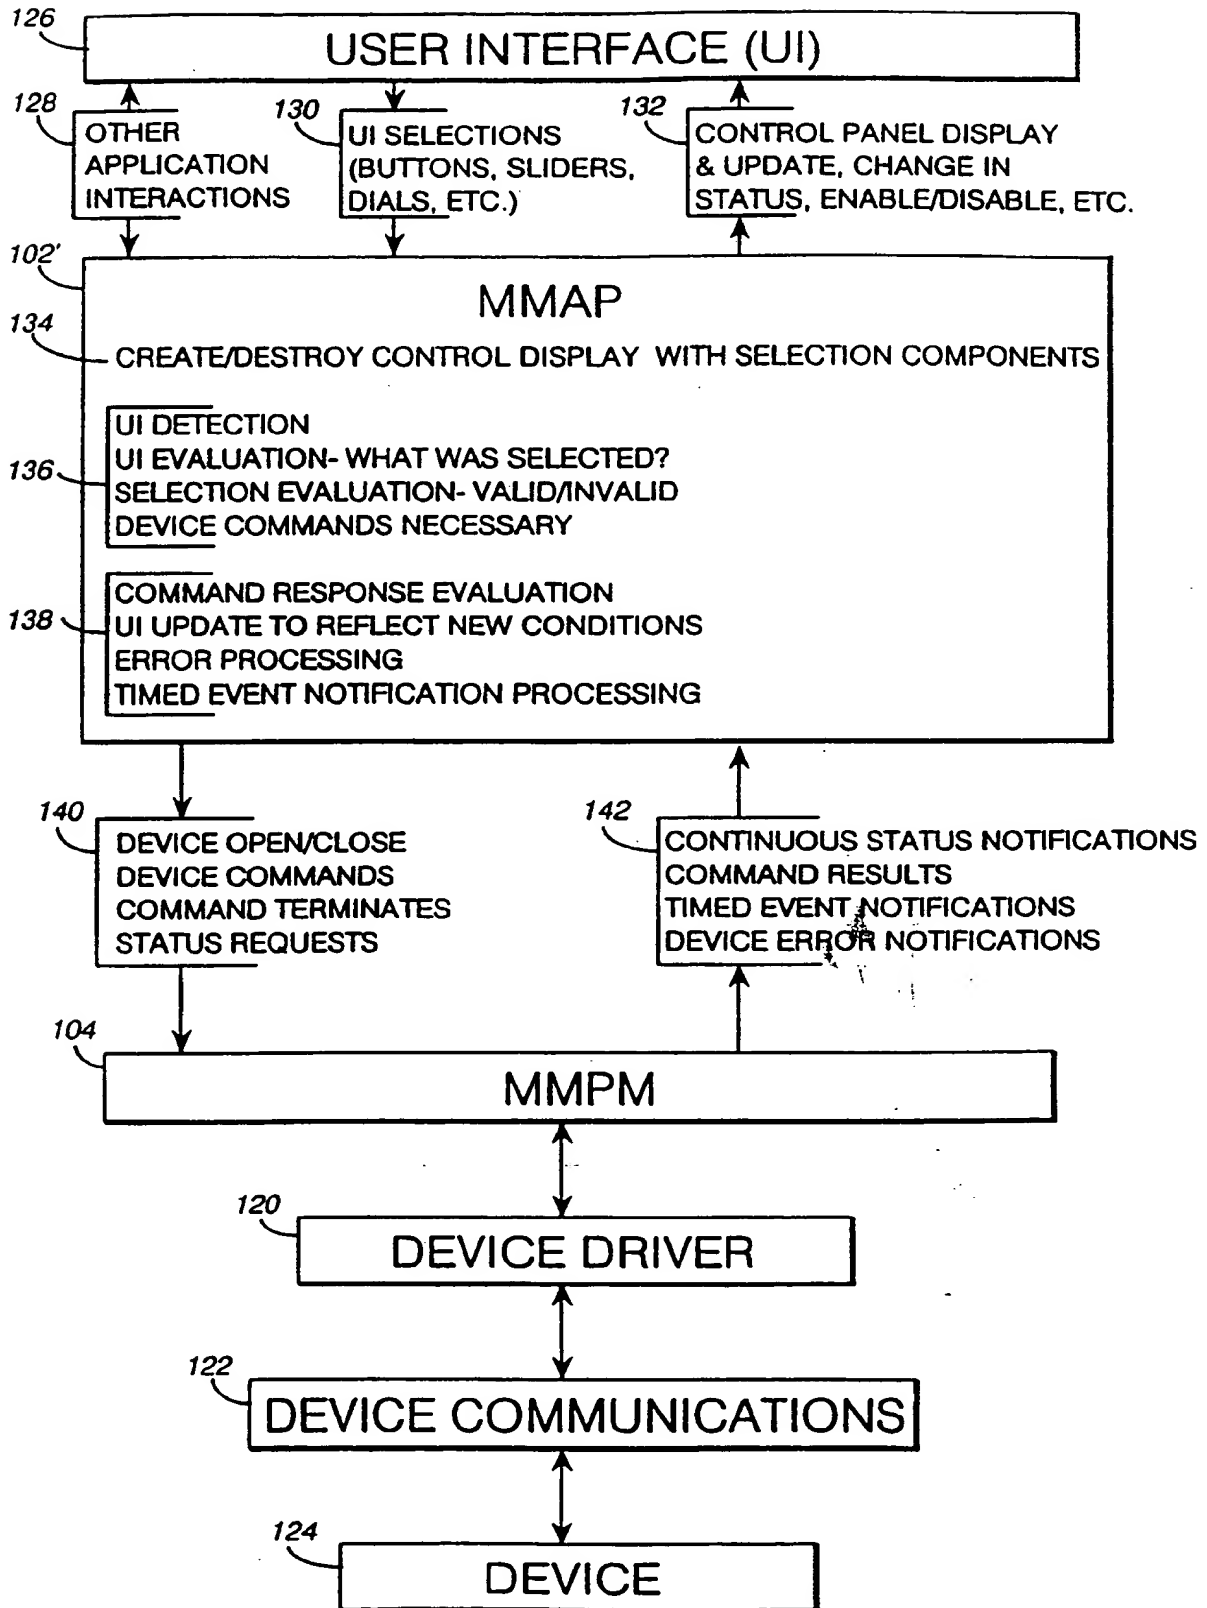 126
USER INTERFACE (UI)
128
OTHER
APPLICATION
INTERACTIONS
130
UI SELECTIONS
(BUTTONS, SLIDERS,
DIALS, ETC.)
132
CONTROL PANEL DISPLAY
& UPDATE, CHANGE IN
STATUS, ENABLE/DISABLE, ETC.
102'
MMAP
134
CREATE/DESTROY CONTROL DISPLAY WITH SELECTION COMPONENTS
136
UI DETECTION
UI EVALUATION- WHAT WAS SELECTED?
SELECTION EVALUATION- VALID/INVALID
DEVICE COMMANDS NECESSARY
138
COMMAND RESPONSE EVALUATION
UI UPDATE TO REFLECT NEW CONDITIONS
ERROR PROCESSING
TIMED EVENT NOTIFICATION PROCESSING
140
DEVICE OPEN/CLOSE
DEVICE COMMANDS
COMMAND TERMINATES
STATUS REQUESTS
142
CONTINUOUS STATUS NOTIFICATIONS
COMMAND RESULTS
TIMED EVENT NOTIFICATIONS
DEVICE ERROR NOTIFICATIONS
104
MMPM
120
DEVICE DRIVER
122
DEVICE COMMUNICATIONS
124
DEVICE